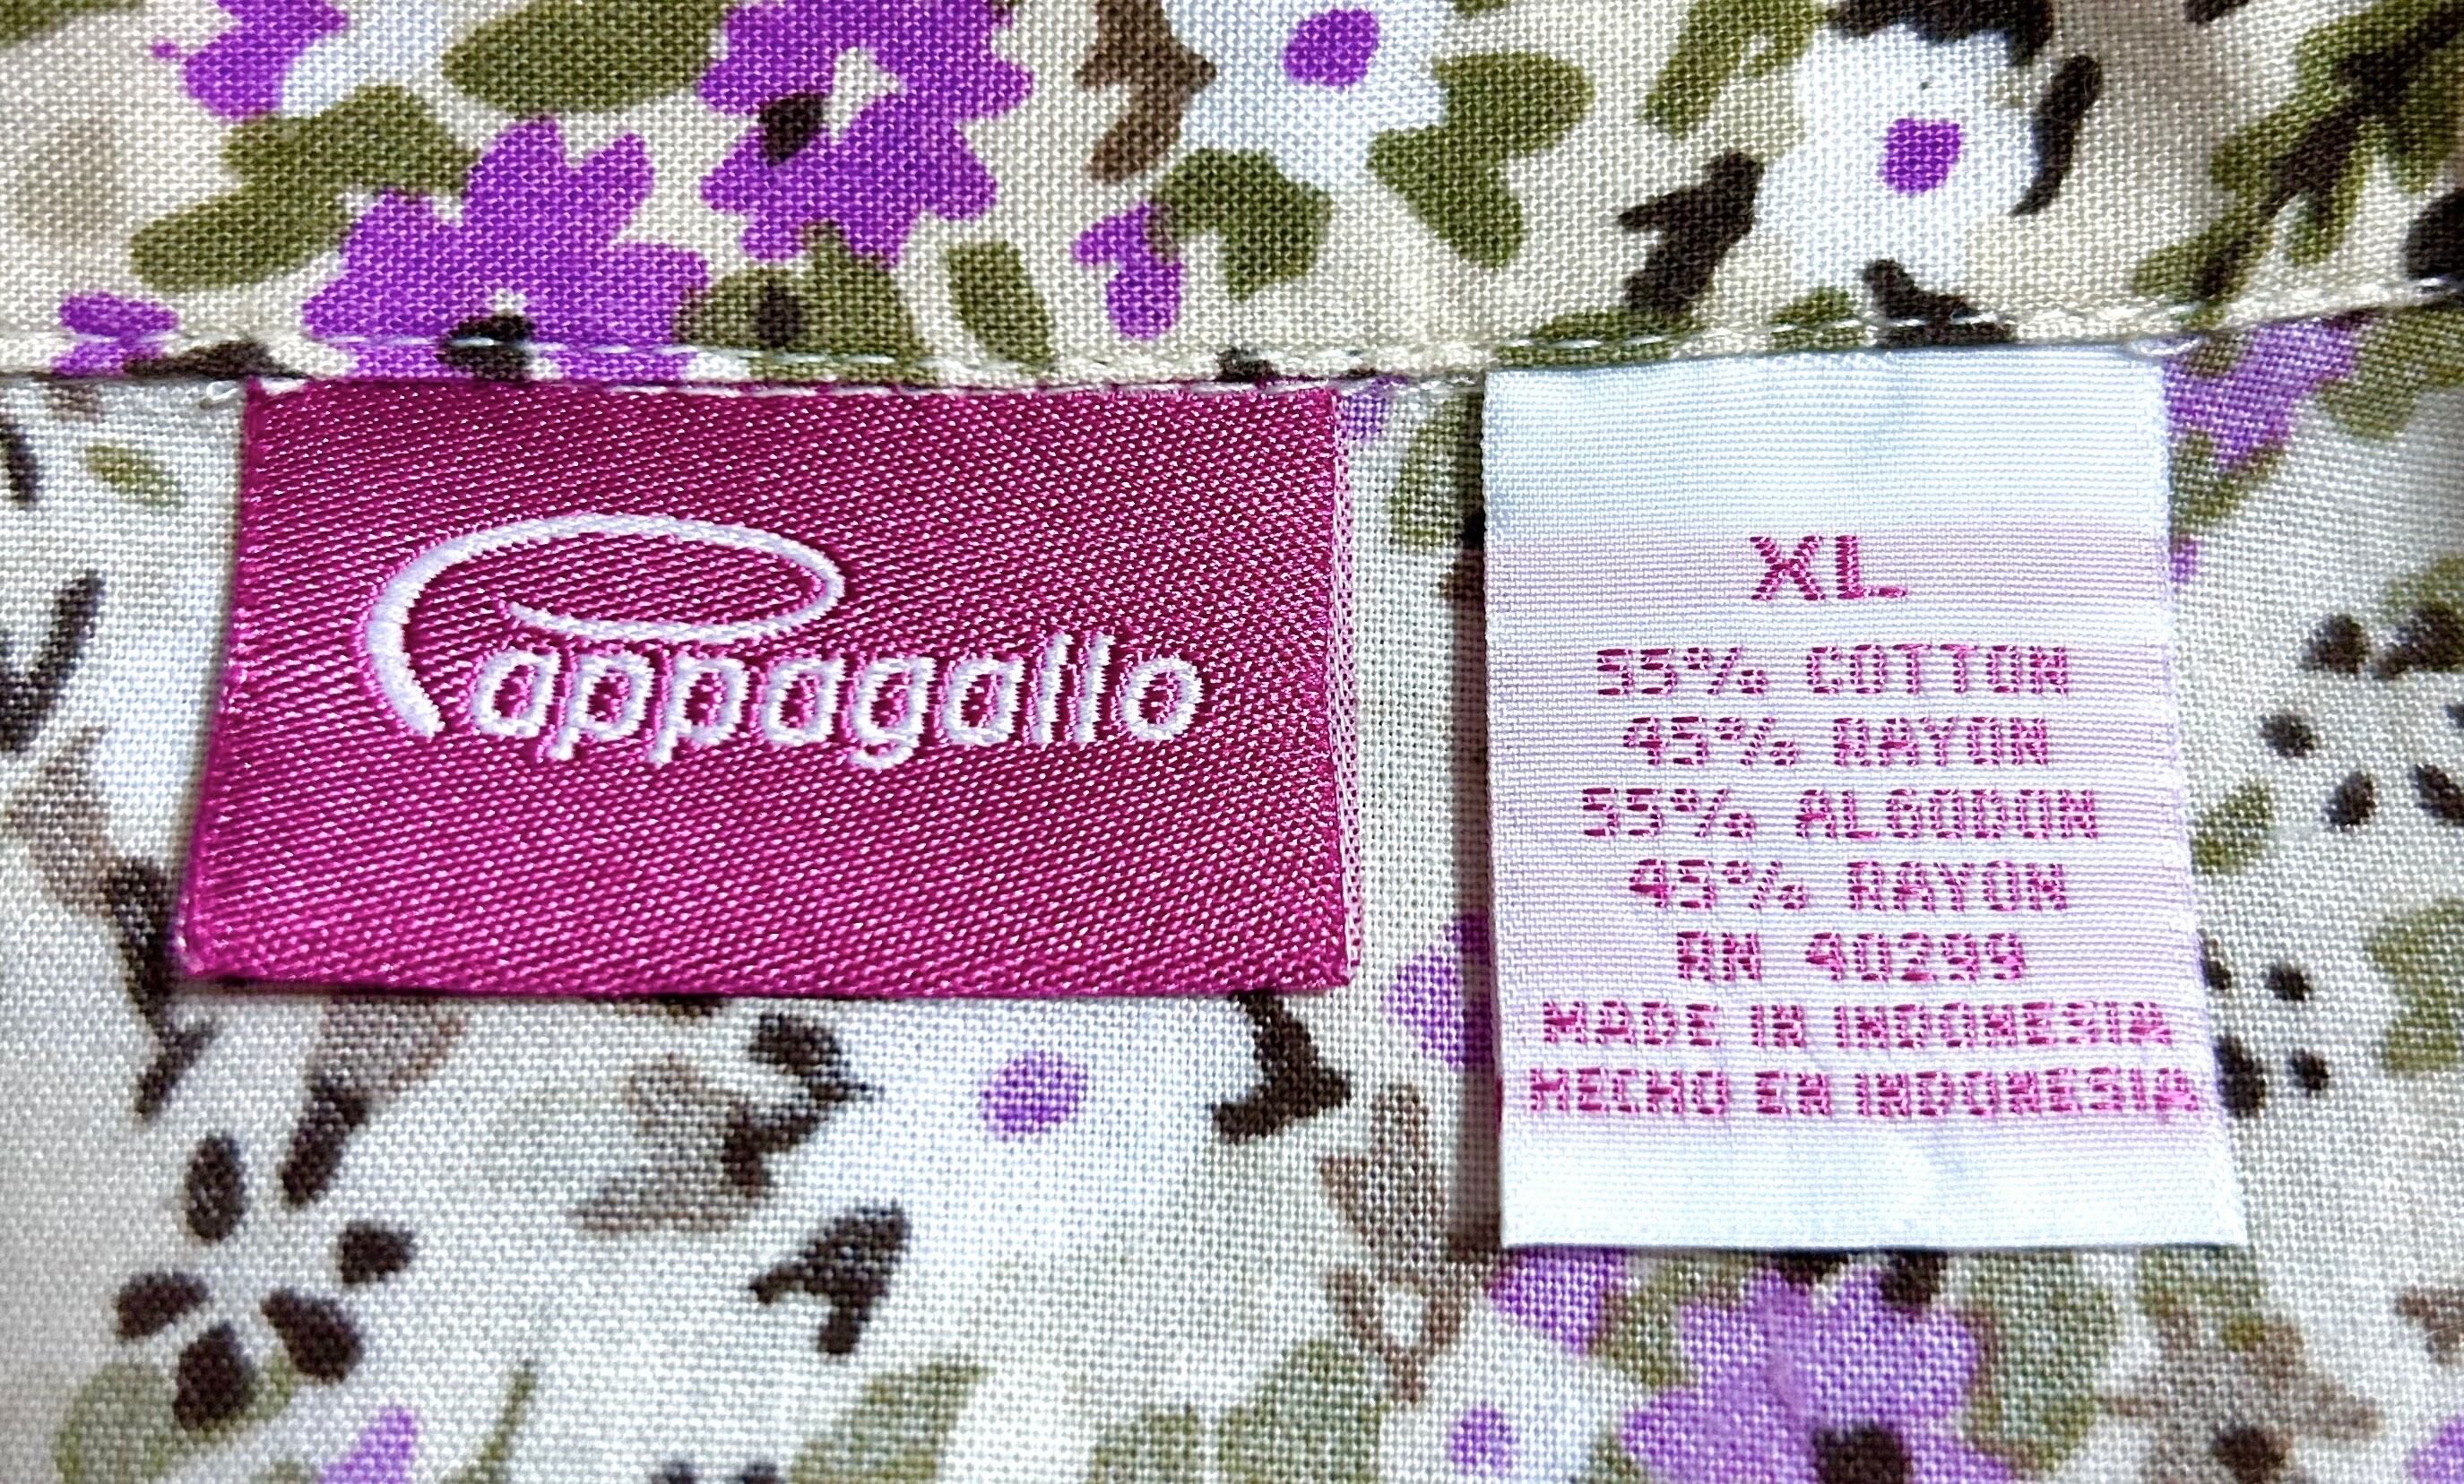 Pappagallo
XL
55% COTTON
45% RAYON
55% ALGODON
45% RAYON
RN 40299
MADE IN INDONESIA
HECHO EN INDONESIA